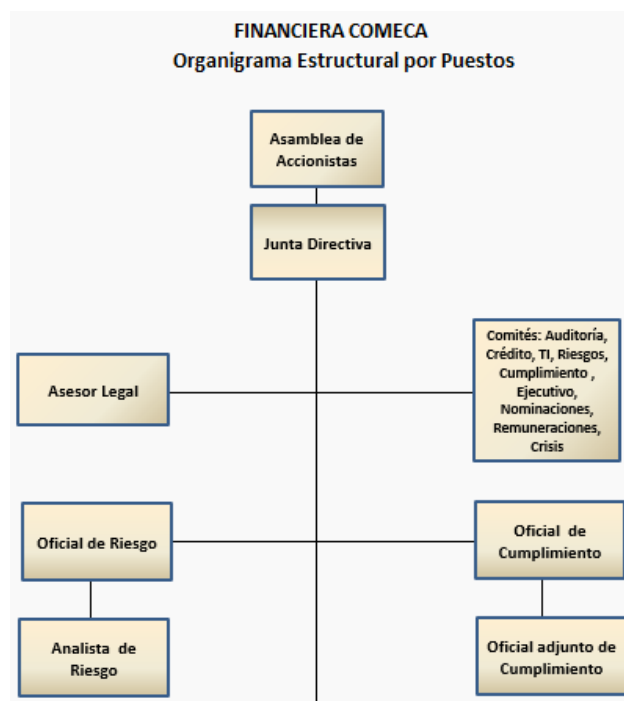 FINANCIERA COMECA
Organigrama Estructural por Puestos
Asamblea de
Accionistas
Junta Directiva
Asesor Legal
Comités: Auditoría,
Crédito, TI, Riesgos,
Cumplimiento ,
Ejecutivo,
Nominaciones,
Remuneraciones,
Crisis
Oficial de Riesgo
Oficial de
Cumplimiento
Analista de
Riesgo
Oficial adjunto de
Cumplimiento